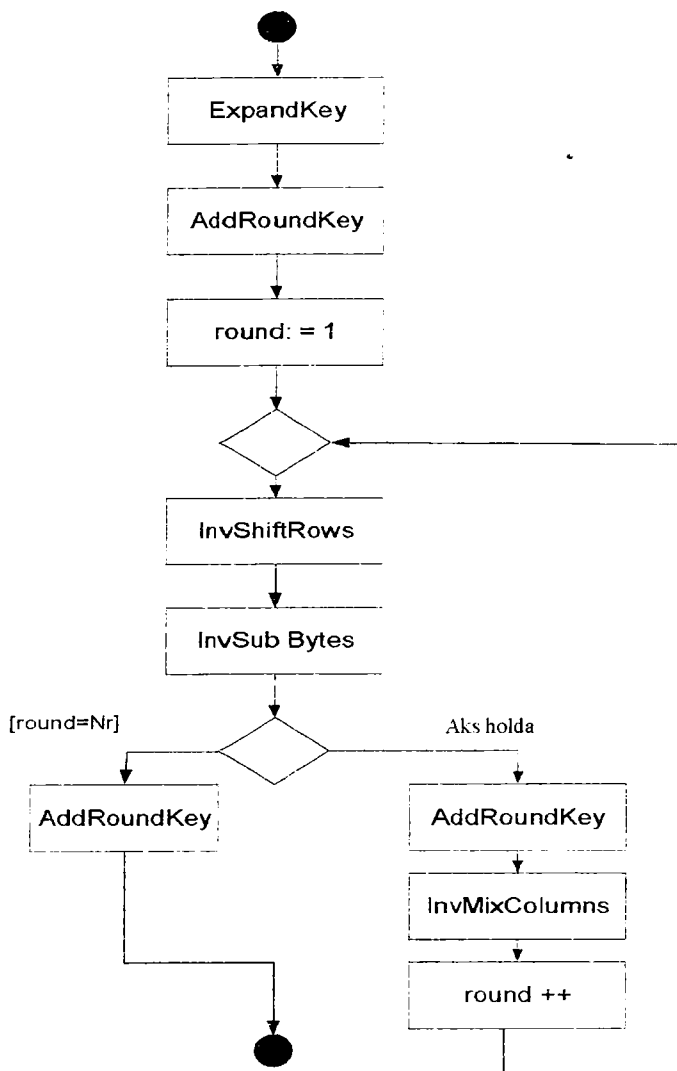 ExpandKey
AddRoundKey
round: = 1
InvShiftRows
InvSub Bytes
[round=Nr]
Aks holda
AddRoundKey
AddRoundKey
InvMixColumns
round ++